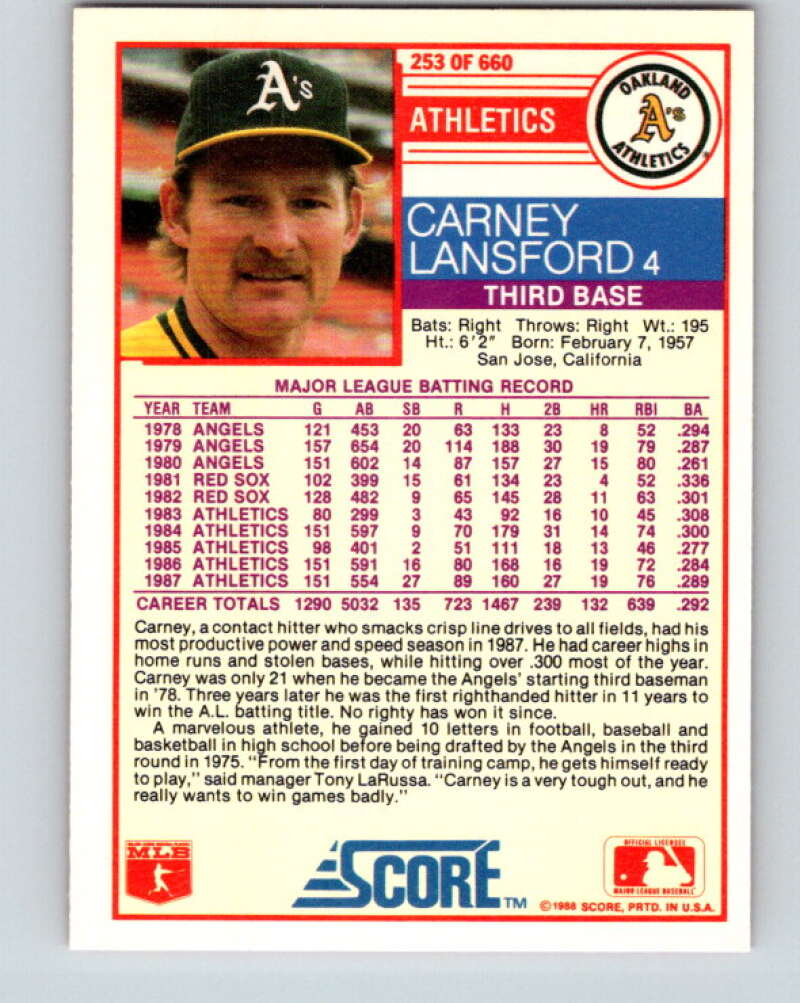 A's
253 OF 660
ATHLETICS
OAKLAND
A's
ATHLETICS
CARNEY
LANSFORD 4
THIRD BASE
Bats: Right Throws: Right Wt.: 195
Ht.: 6'2" Born: February 7, 1957
San Jose, California
MAJOR LEAGUE BATTING RECORD
YEAR TEAM G AB SB R H 2B HR RBI BA
1978 ANGELS 121 453 20 63 133 23 8 52 .294
1979 ANGELS 157 654 20 114 188 30 19 79 .287
1980 ANGELS 151 602 14 87 157 27 15 80 .261
1981 RED SOX 102 399 15 61 134 23 4 52 .336
1982 RED SOX 128 482 9 65 145 28 11 63 .301
1983 ATHLETICS 80 299 3 43 92 16 10 45 .308
1984 ATHLETICS 151 597 9 70 179 31 14 74 .300
1985 ATHLETICS 98 401 2 51 111 18 13 46 .277
1986 ATHLETICS 151 591 16 80 168 16 19 72 .284
1987 ATHLETICS 151 554 27 89 160 27 19 76 .289
CAREER TOTALS 1290 5032 135 723 1467 239 132 639 .292
Carney, a contact hitter who smacks crisp line drives to all fields, had his
most productive power and speed season in 1987. He had career highs in
home runs and stolen bases, while hitting over .300 most of the year.
Carney was only 21 when he became the Angels' starting third baseman
in '78. Three years later he was the first righthanded hitter in 11 years to
win the A.L. batting title. No righty has won it since.
A marvelous athlete, he gained 10 letters in football, baseball and
basketball in high school before being drafted by the Angels in the third
round in 1975. "From the first day of training camp, he gets himself ready
to play," said manager Tony LaRussa. "Carney is a very tough out, and he
really wants to win games badly."
MLB
SCORE TM
OFFICIAL LICENSEE
MAJOR LEAGUE BASEBALL
©1988 SCORE, PRTD. IN U.S.A.